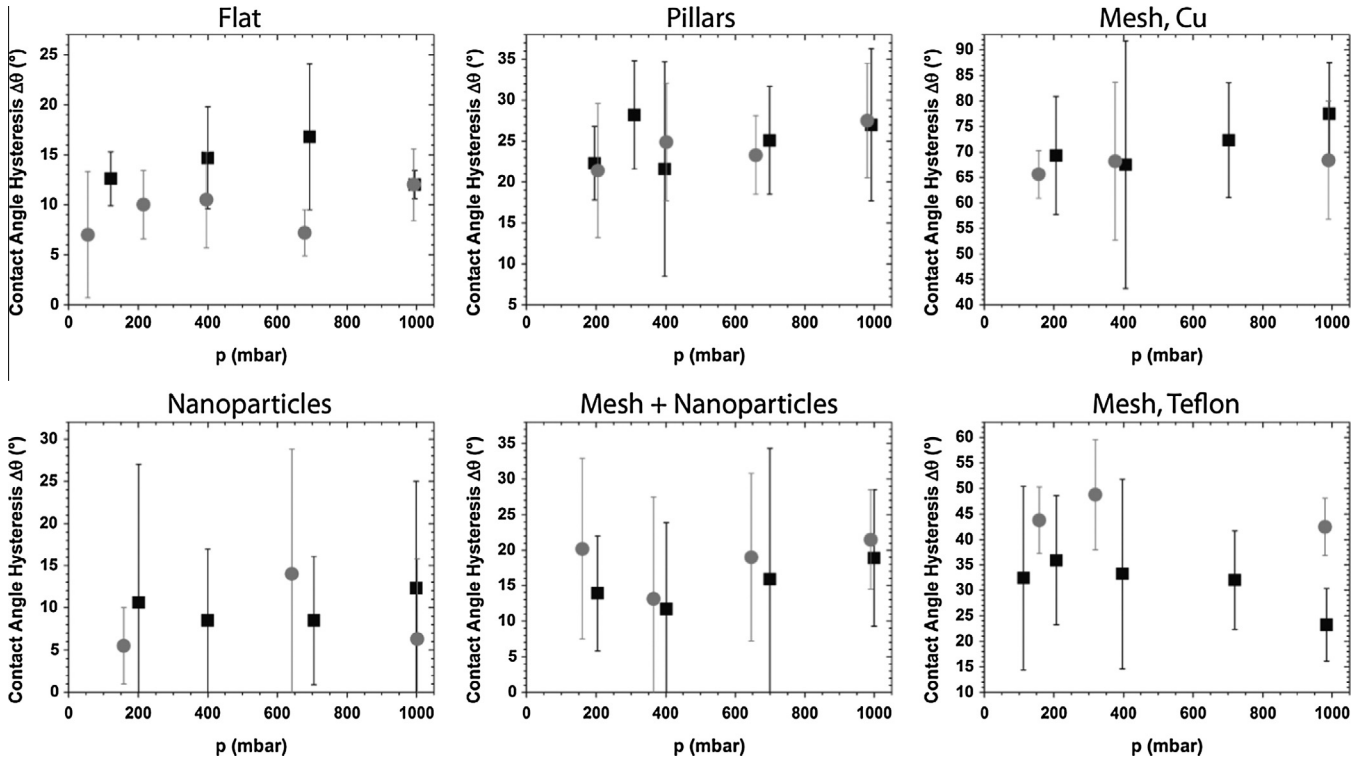 Flat
Contact Angle Hysteresis Δθ (°)
25
20
15
10
5
0
0 200 400 600 800 1000
p (mbar)
Pillars
Contact Angle Hysteresis Δθ (°)
35
30
25
20
15
10
5
0 200 400 600 800 1000
p (mbar)
Mesh, Cu
Contact Angle Hysteresis Δθ (°)
90
85
80
75
70
65
60
55
50
45
40
0 200 400 600 800 1000
p (mbar)
Nanoparticles
Contact Angle Hysteresis Δθ (°)
30
25
20
15
10
5
0
0 200 400 600 800 1000
p (mbar)
Mesh + Nanoparticles
Contact Angle Hysteresis Δθ (°)
35
30
25
20
15
10
5
0
0 200 400 600 800 1000
p (mbar)
Mesh, Teflon
Contact Angle Hysteresis Δθ (°)
60
55
50
45
40
35
30
25
20
15
10
0 200 400 600 800 1000
p (mbar)